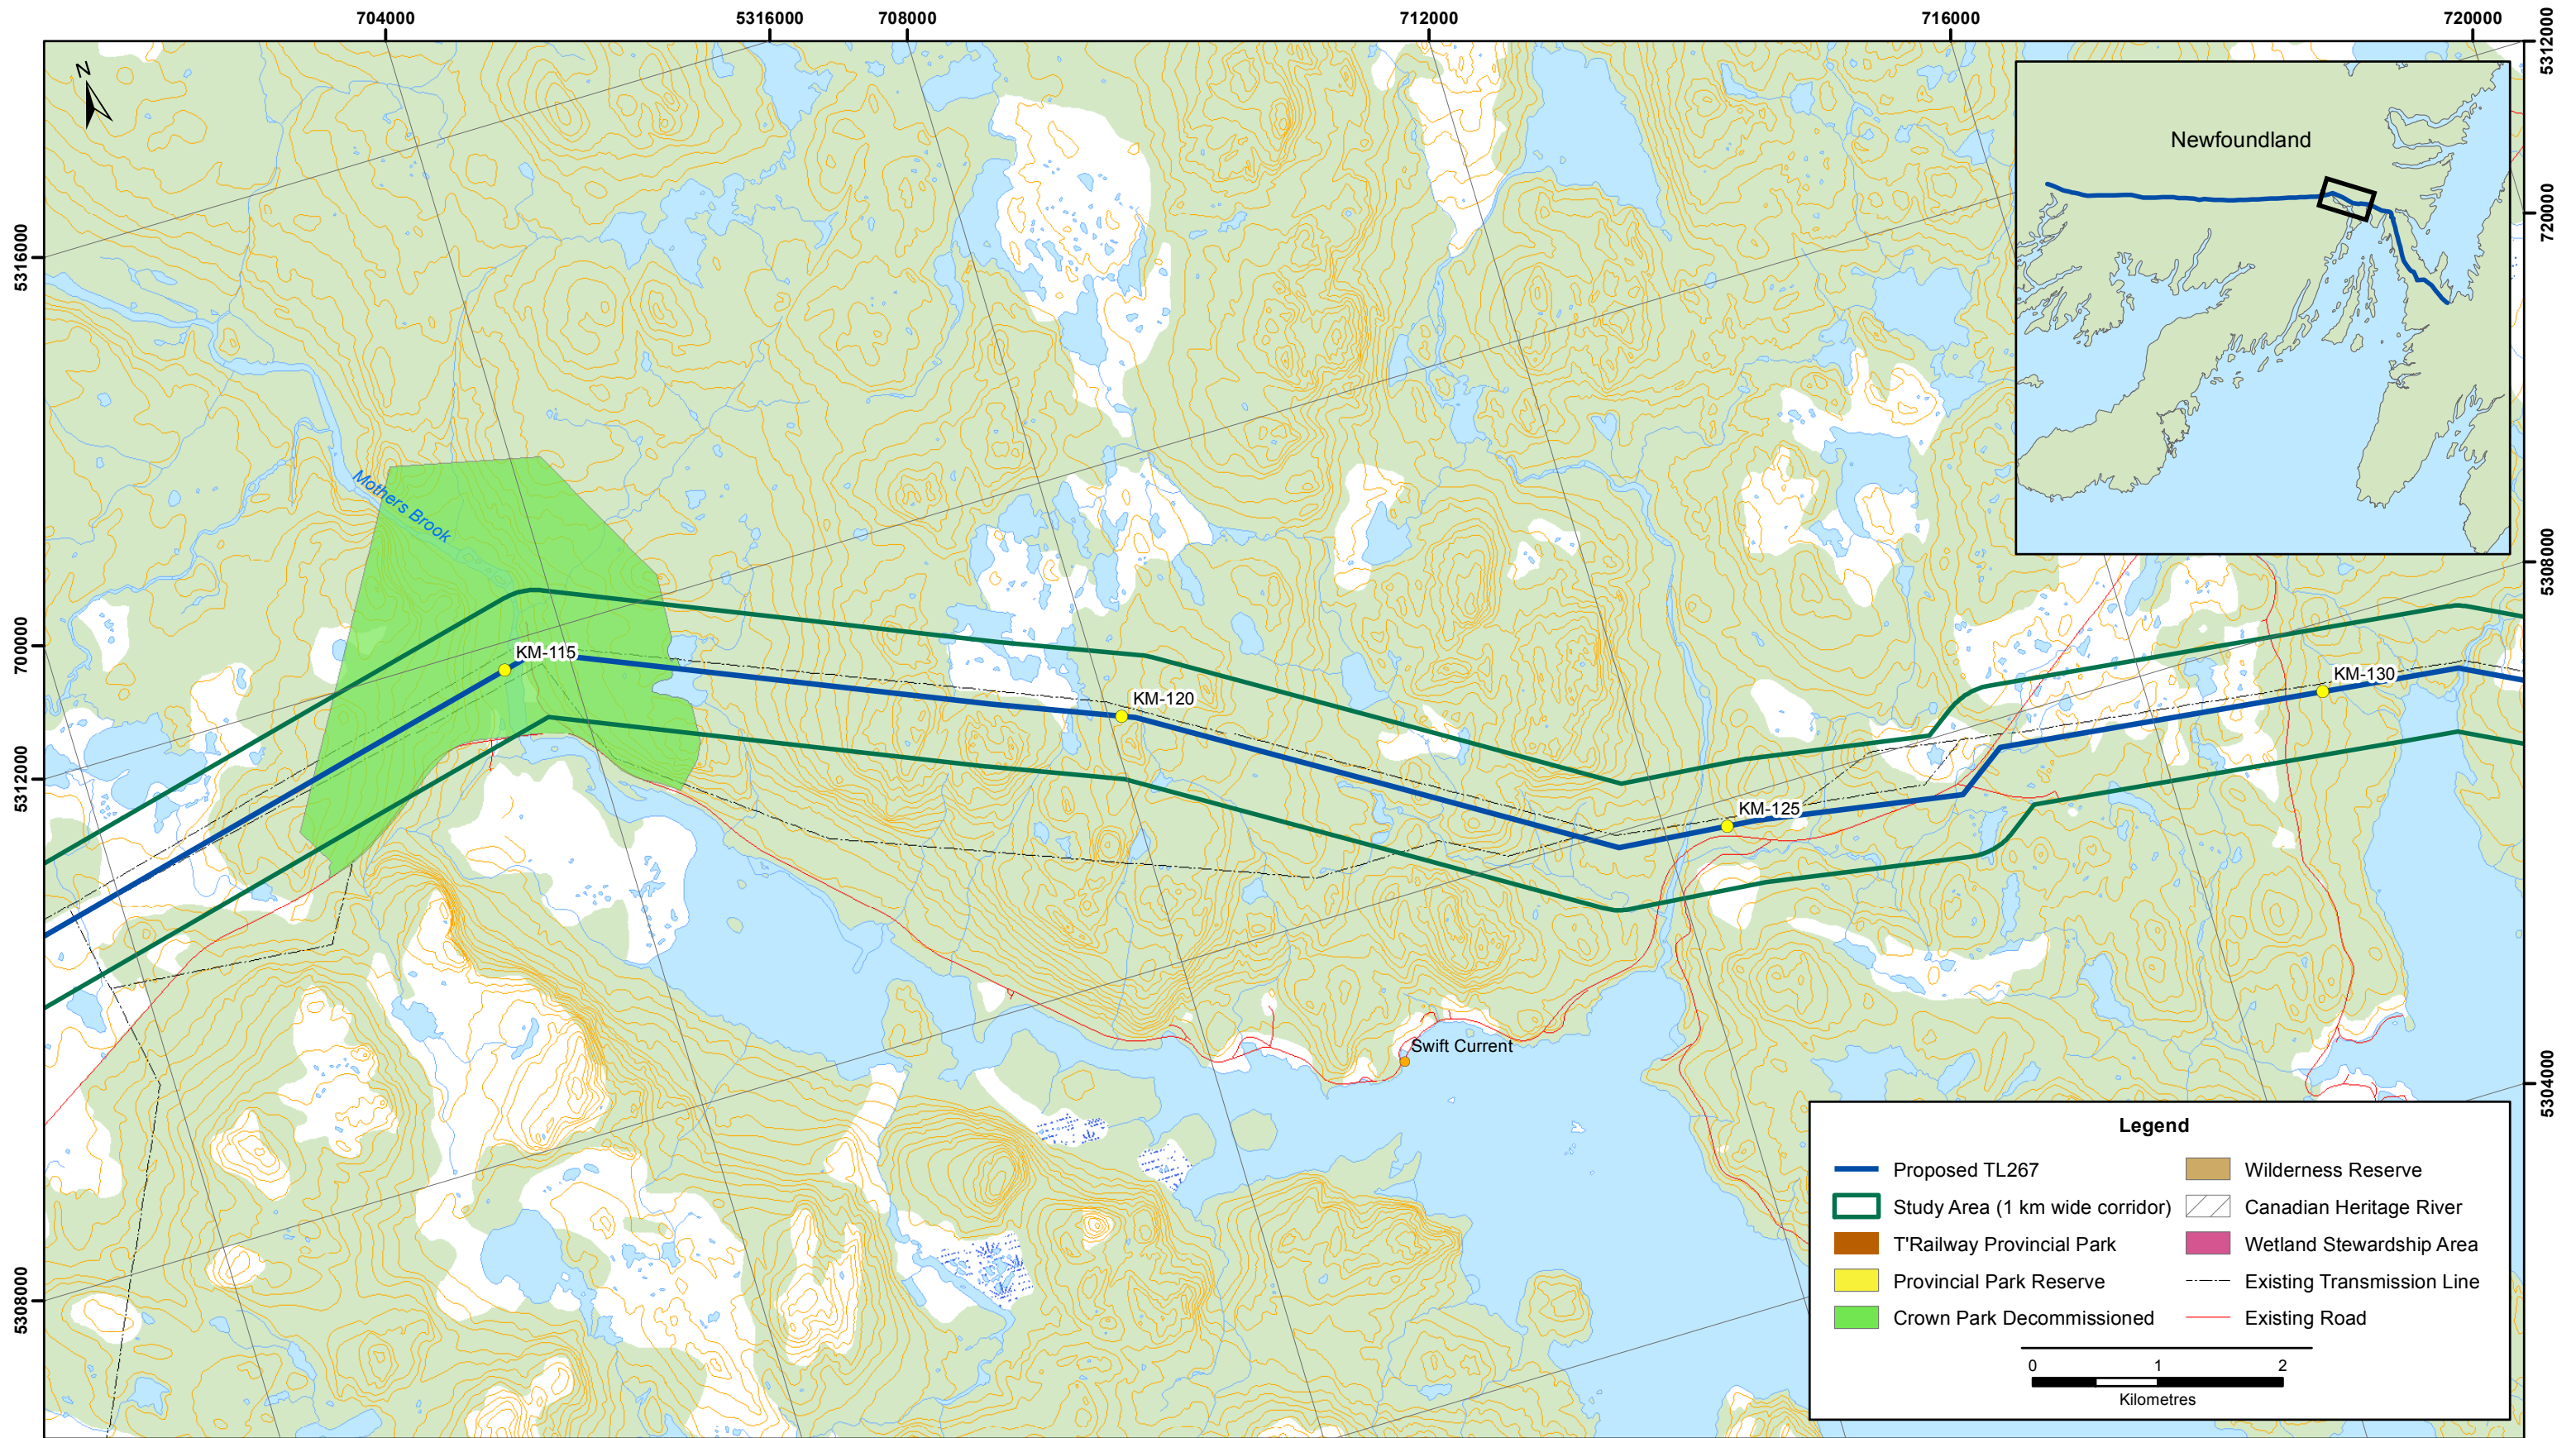 704000
5316000
708000
712000
716000
720000
5312000
N
Newfoundland
5316000
720000
Mothers Brook
5308000
700000
KM-115
KM-130
KM-120
5312000
KM-125
Swift Current
5304000
Legend
Proposed TL267
Study Area (1 km wide corridor)
T'Railway Provincial Park
Provincial Park Reserve
Crown Park Decommissioned
Wilderness Reserve
Canadian Heritage River
Wetland Stewardship Area
Existing Transmission Line
Existing Road
0 1 2
Kilometres
5308000